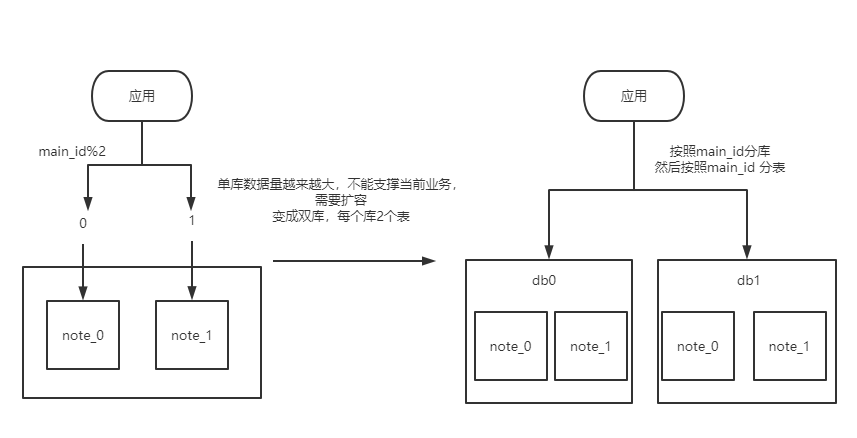 应用
main_id%2
0
1
note_0
note_1
单库数据量越来越大，不能支撑当前业务，
需要扩容
变成双库，每个库2个表
应用
按照main_id分库
然后按照main_id 分表
db0
note_0
note_1
db1
note_0
note_1